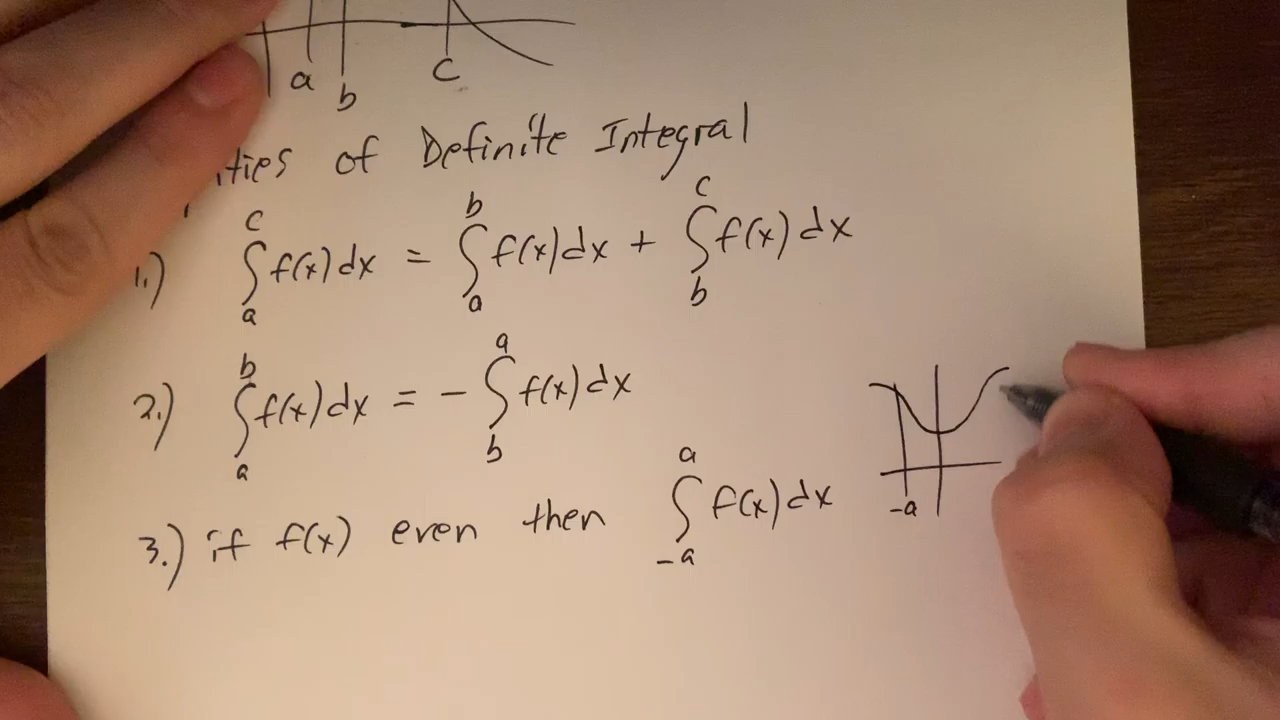 a b c
of Definite Integral
1.) ∫_a^c f(x)dx = ∫_a^b f(x)dx + ∫_b^c f(x)dx
2.) ∫_a^b f(x)dx = - ∫_b^a f(x)dx
3.) if f(x) even then ∫_{-a}^a f(x)dx
-a